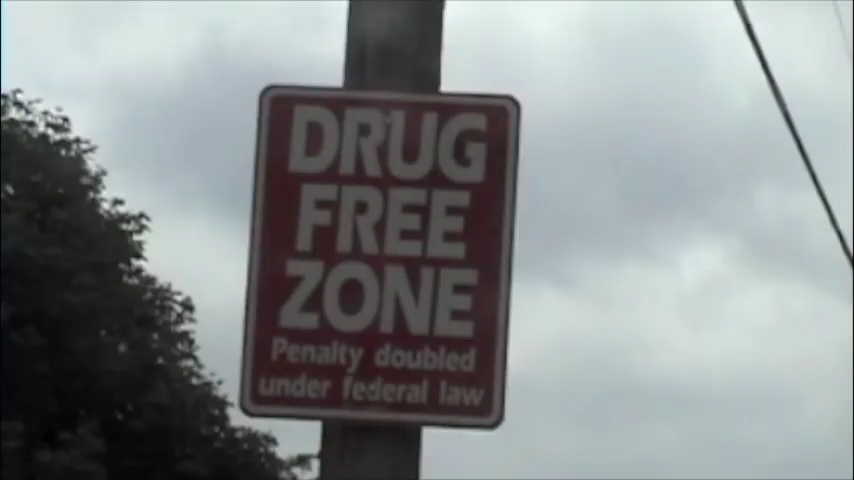 DRUG
FREE
ZONE
Penalty doubled
under federal law